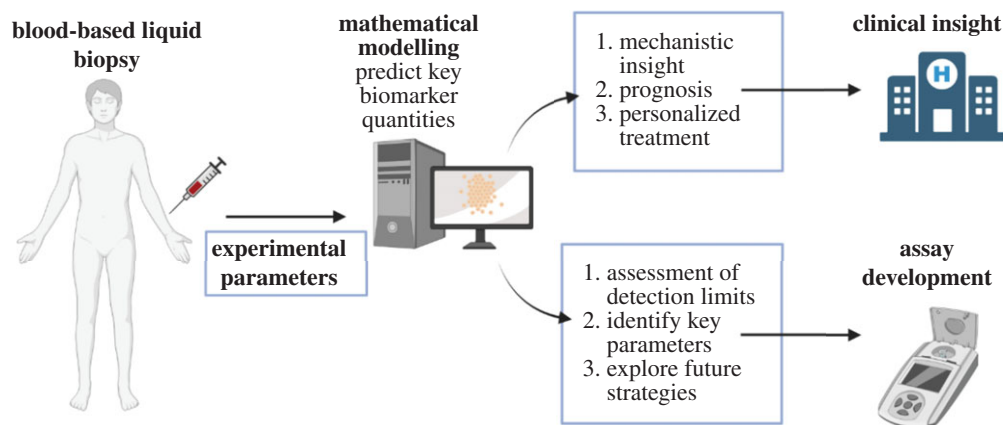 blood-based liquid
biopsy
experimental
parameters
mathematical
modelling
predict key
biomarker
quantities
1. mechanistic
insight
2. prognosis
3. personalized
treatment
clinical insight
H
1. assessment of
detection limits
2. identify key
parameters
3. explore future
strategies
assay
development